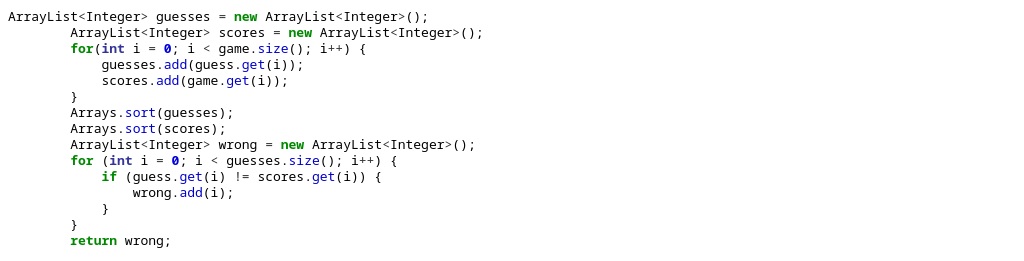 ArrayList<Integer> guesses = new ArrayList<Integer>();
        ArrayList<Integer> scores = new ArrayList<Integer>();
        for(int i = 0; i < game.size(); i++) {
            guesses.add(guess.get(i));
            scores.add(game.get(i));
        }
        Arrays.sort(guesses);
        Arrays.sort(scores);
        ArrayList<Integer> wrong = new ArrayList<Integer>();
        for (int i = 0; i < guesses.size(); i++) {
            if (guess.get(i) != scores.get(i)) {
                wrong.add(i);
            }
        }
        return wrong;